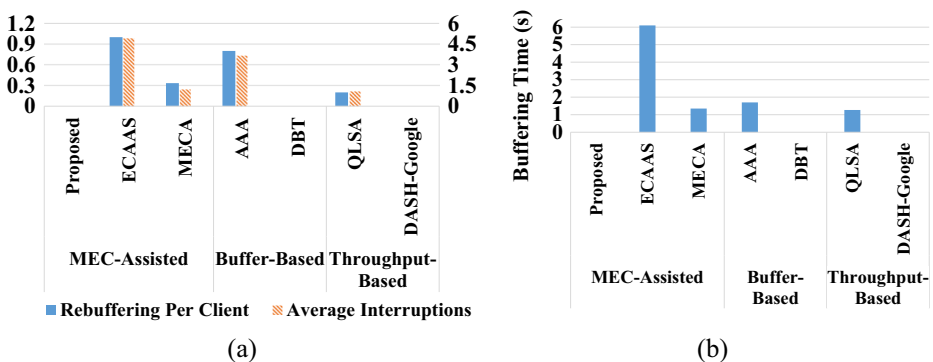 1.2
0.9
0.6
0.3
0
6
4.5
3
1.5
0
Proposed
ECAAS
MECA
AAA
DBT
QLSA
DASH-Google
MEC-Assisted
Buffer-Based
Throughput-
Based
Rebuffering Per Client
Average Interruptions
(a)
Buffering Time (s)
6
5
4
3
2
1
0
Proposed
ECAAS
MECA
AAA
DBT
QLSA
DASH-Google
MEC-Assisted
Buffer-
Based
Throughput-
Based
(b)